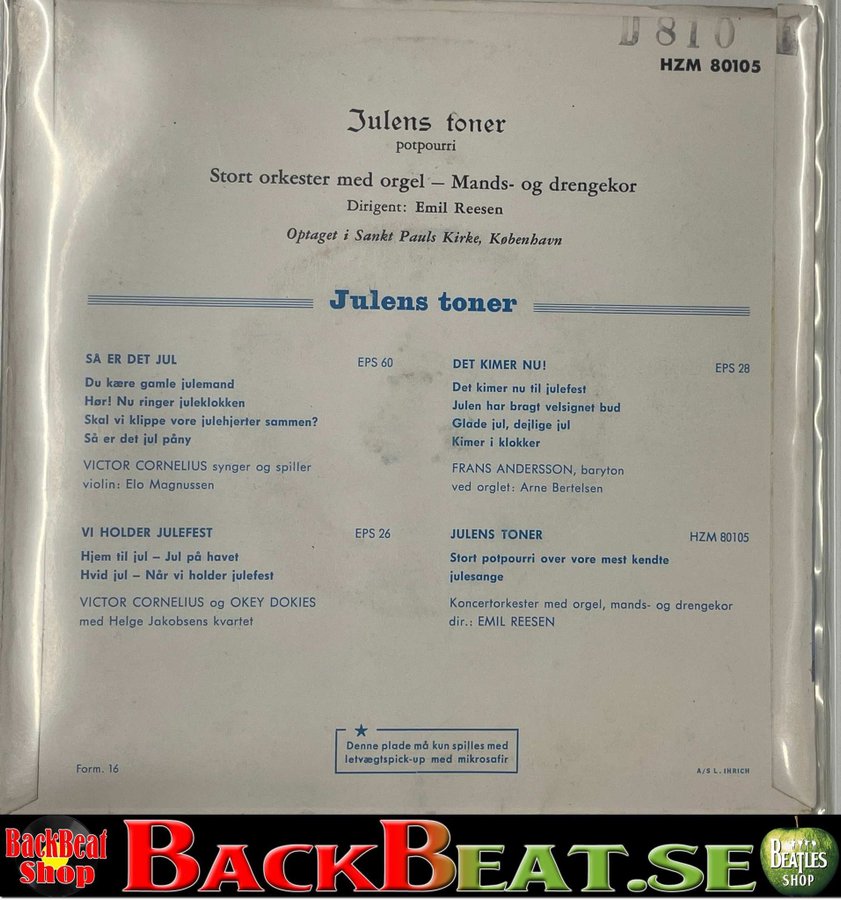 D 810
HZM 80105
Julens toner
potpourri
Stort orkester med orgel – Mands- og drengekor
Dirigent: Emil Reesen
Optaget i Sankt Pauls Kirke, København
Julens toner
SÅ ER DET JUL EPS 60
Du kære gamle julemand
Hør! Nu ringer juleklokken
Skal vi klippe vore julehjerter sammen?
Så er det jul påny
VICTOR CORNELIUS synger og spiller
violin: Elo Magnussen
DET KIMER NU! EPS 28
Det kimer nu til julefest
Julen har bragt velsignet bud
Glade jul, dejlige jul
Kimer i klokker
FRANS ANDERSSON, baryton
ved orglet: Arne Bertelsen
VI HOLDER JULEFEST EPS 26
Hjem til jul – Jul på havet
Hvid jul – Når vi holder julefest
VICTOR CORNELIUS og OKEY DOKIES
med Helge Jakobsens kvartet
JULENS TONER HZM 80105
Stort potpourri over vore mest kendte
julesange
Koncertorkester med orgel, mands- og drengekor
dir.: EMIL REESEN
Denne plade må kun spilles med
letvægtspick-up med mikrosafir
Form. 16
A/S L. IHRICH
BackBeat
Shop
BACKBEAT.SE
BEATLES
SHOP